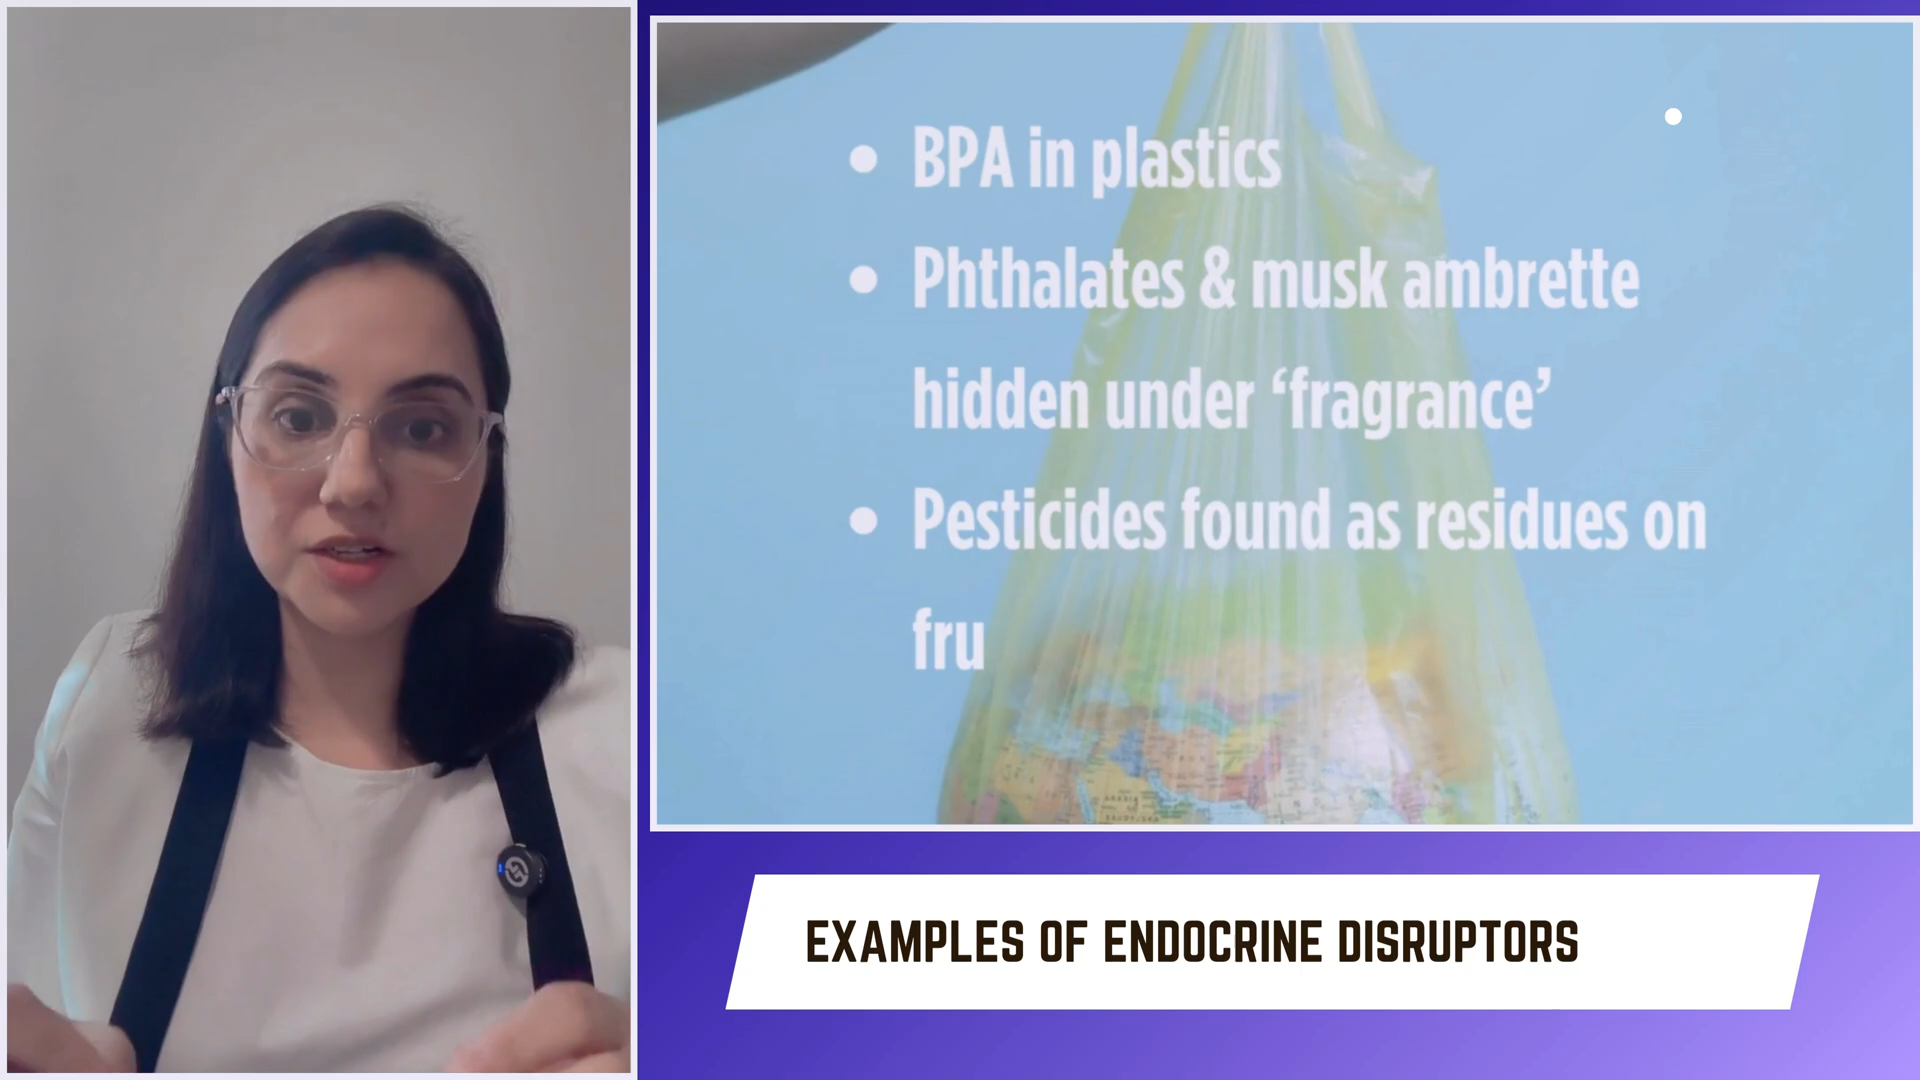 • BPA in plastics
• Phthalates & musk ambrette
hidden under ‘fragrance’
• Pesticides found as residues on
fru
EXAMPLES OF ENDOCRINE DISRUPTORS